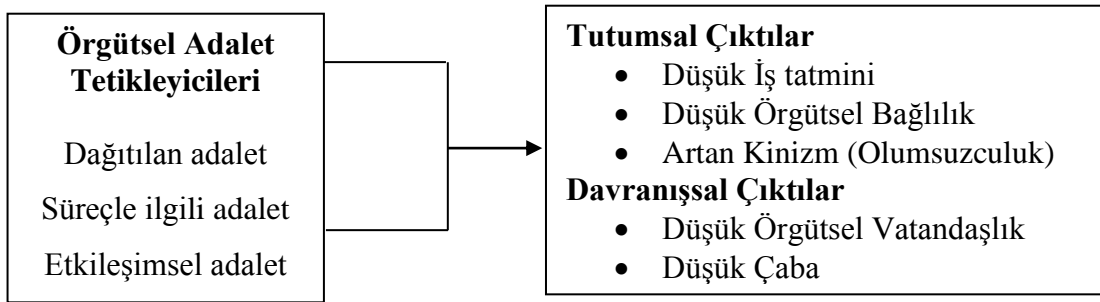 Örgütsel Adalet
Tetikleyicileri
Dağıtılan adalet
Süreçle ilgili adalet
Etkileşimsel adalet
Tutumsal Çıktılar
• Düşük İş tatmini
• Düşük Örgütsel Bağlılık
• Artan Kinizm (Olumsuzculuk)
Davranışsal Çıktılar
• Düşük Örgütsel Vatandaşlık
• Düşük Çaba